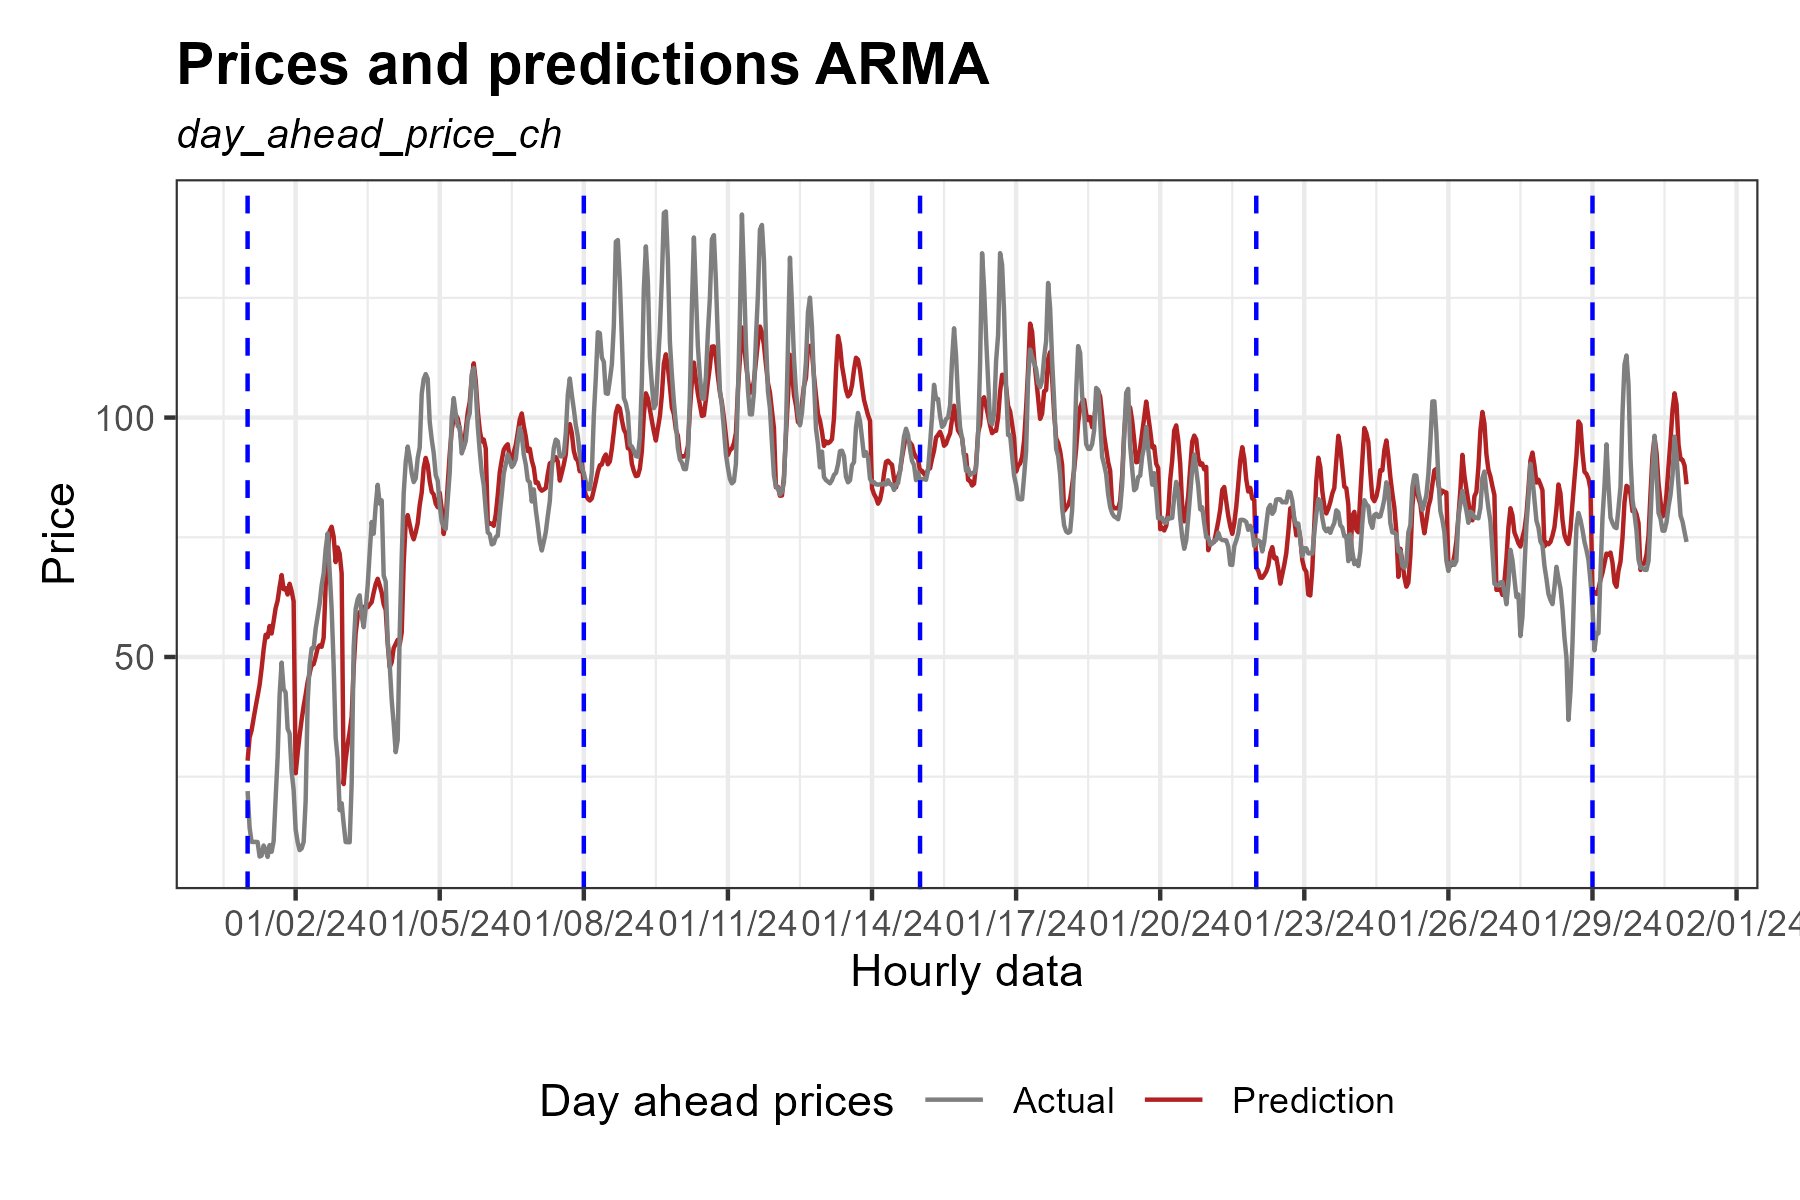 Prices and predictions ARMA
day_ahead_price_ch
Price
100
50
01/02/24 01/05/24 01/08/24 01/11/24 01/14/24 01/17/24 01/20/24 01/23/24 01/26/24 01/29/24 02/01/24
Hourly data
Day ahead prices Actual Prediction